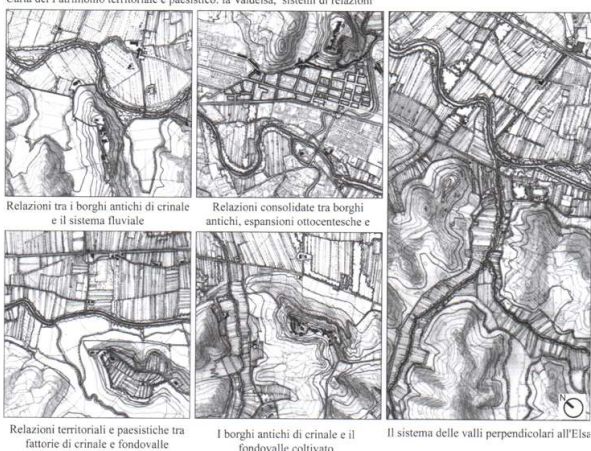 Carta del Patrimonio territoriale e paesistico: la Valdelsa, sistemi di relazioni
Relazioni tra i borghi antichi di crinale
e il sistema fluviale
Relazioni consolidate tra borghi
antichi, espansioni ottocentesche e
Relazioni territoriali e paesistiche tra
fattorie di crinale e fondovalle
I borghi antichi di crinale e il
fondovalle coltivato
N
Il sistema delle valli perpendicolari all'Elsa